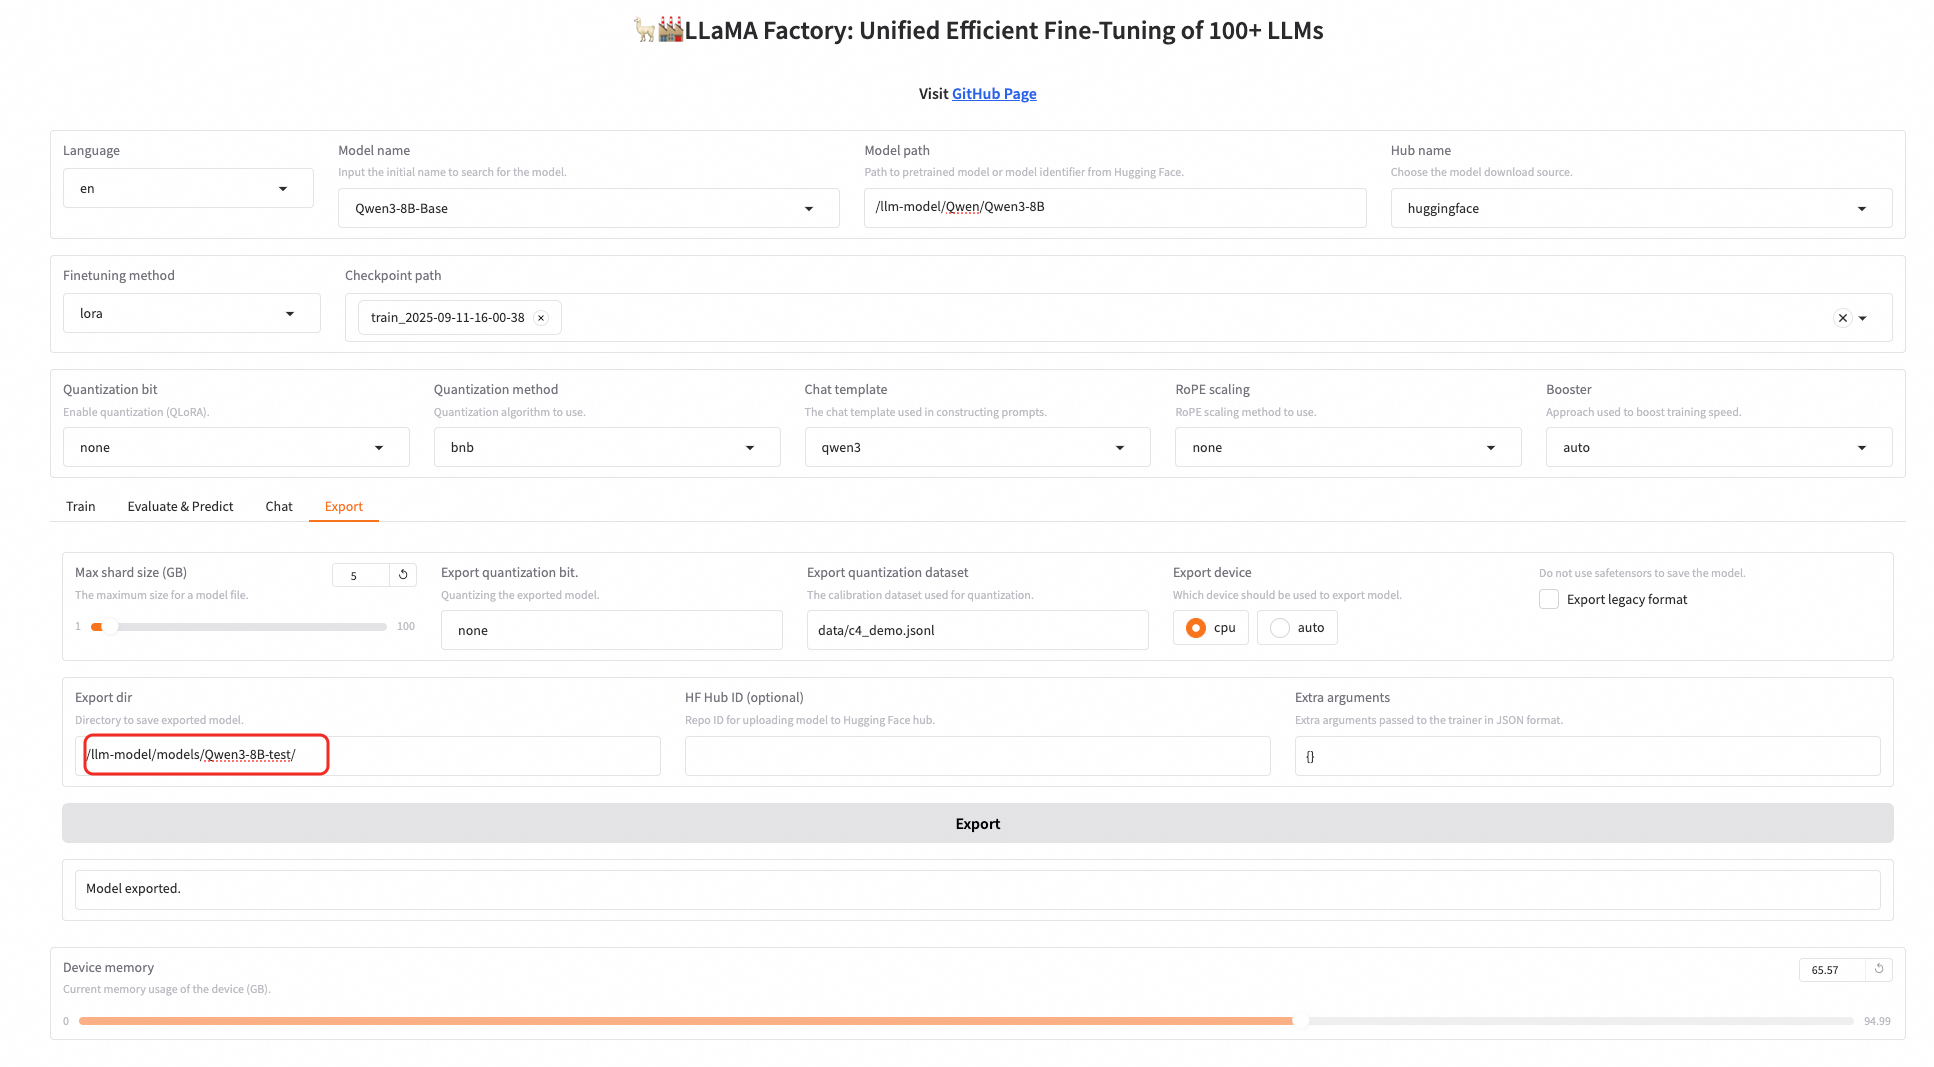 LLaMA Factory: Unified Efficient Fine-Tuning of 100+ LLMs
Visit GitHub Page
Language
en
Model name
Input the initial name to search for the model.
Qwen3-8B-Base
Model path
Path to pretrained model or model identifier from Hugging Face.
/llm-model/Qwen/Qwen3-8B
Hub name
Choose the model download source.
huggingface
Finetuning method
lora
Checkpoint path
train_2025-09-11-16-00-38
Quantization bit
Enable quantization (QLoRA).
none
Quantization method
Quantization algorithm to use.
bnb
Chat template
The chat template used in constructing prompts.
qwen3
RoPE scaling
RoPE scaling method to use.
none
Booster
Approach used to boost training speed.
auto
Train Evaluate & Predict Chat Export
Max shard size (GB)
5
The maximum size for a model file.
1 100
Export quantization bit.
Quantizing the exported model.
none
Export quantization dataset
The calibration dataset used for quantization.
data/c4_demo.jsonl
Export device
Which device should be used to export model.
cpu auto
Do not use safetensors to save the model.
Export legacy format
Export dir
Directory to save exported model.
/llm-model/models/Qwen3-8B-test/
HF Hub ID (optional)
Repo ID for uploading model to Hugging Face hub.
Extra arguments
Extra arguments passed to the trainer in JSON format.
{}
Export
Model exported.
Device memory
65.57
Current memory usage of the device (GB).
0 94.99